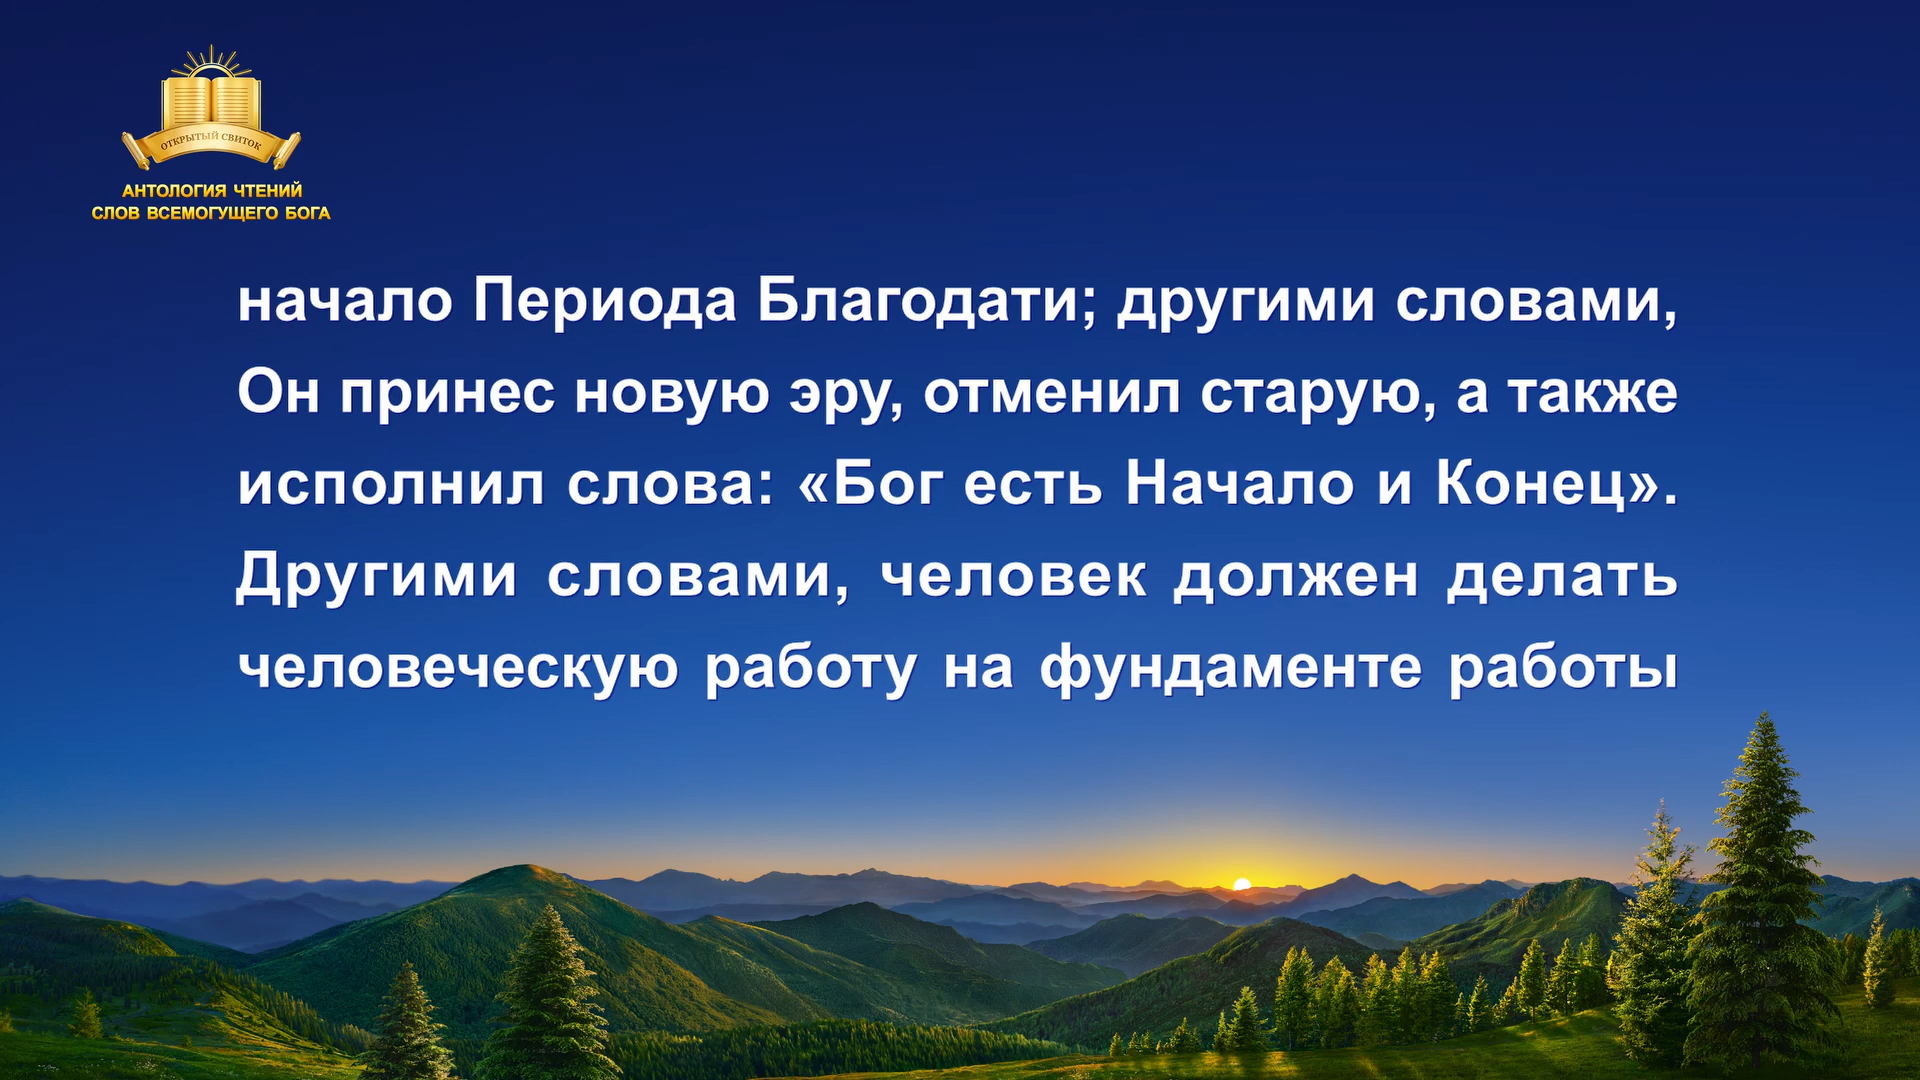 ОТКРЫТЫЙ СВИТОК
АНТОЛОГИЯ ЧТЕНИЙ
СЛОВ ВСЕМОГУЩЕГО БОГА
начало Периода Благодати; другими словами,
Он принес новую эру, отменил старую, а также
исполнил слова: «Бог есть Начало и Конец».
Другими словами, человек должен делать
человеческую работу на фундаменте работы